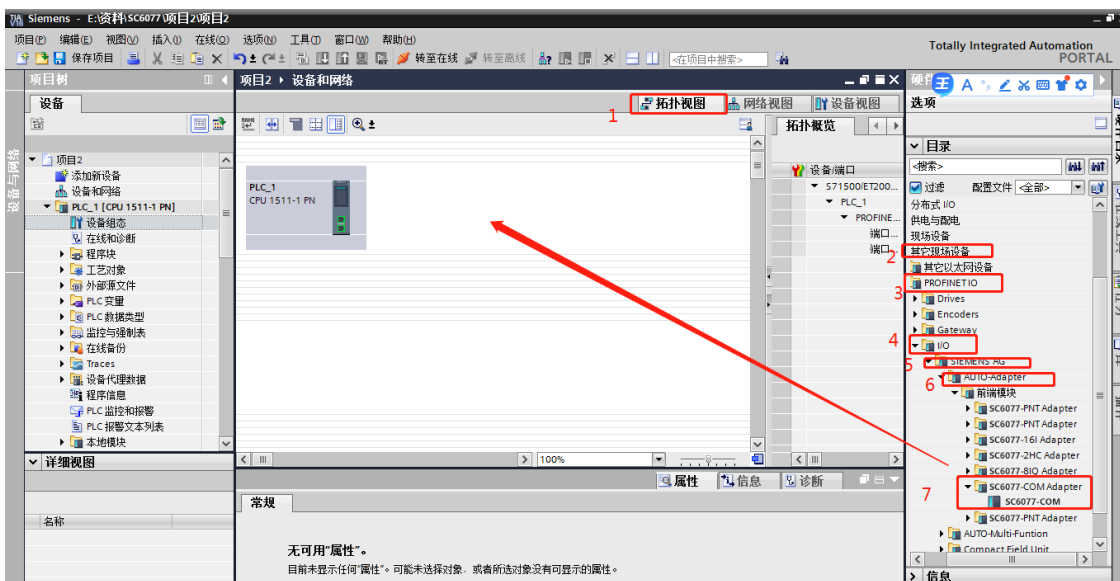 Siemens - E:\资料\SC6077\项目2\项目2
项目(P) 编辑(E) 视图(V) 插入(I) 在线(O) 选项(N) 工具(T) 窗口(W) 帮助(H)
Totally Integrated Automation
PORTAL
保存项目 转至在线 转至离线 <在项目中搜索>
项目树
项目2 ▸ 设备和网络
设备
1
拓扑视图 网络视图 设备视图
选项
设备与网络
项目2
添加新设备
设备和网络
PLC_1 [CPU 1511-1 PN]
设备组态
在线和诊断
程序块
工艺对象
外部源文件
PLC 变量
PLC 数据类型
监控与强制表
在线备份
Traces
设备代理数据
程序信息
PLC 监控和报警
PLC 报警文本列表
本地模块
详细视图
名称
PLC_1
CPU 1511-1 PN
100%
拓扑概览
设备/端口
S71500/ET200...
PLC_1
PROFINE...
端口...
端口...
属性 信息 诊断
常规
无可用"属性"。
目前未显示任何"属性"。可能未选择对象，或者所选对象没有可显示的属性。
英 A
目录
<搜索>
过滤 配置文件 <全部>
分布式 I/O
供电与配电
现场设备
2 其它现场设备
其它以太网设备
3 PROFINET IO
Drives
Encoders
Gateway
4 I/O
5 SIEMENS AG
6 AUTO-Adapter
前端模块
SC6077-PNT Adapter
SC6077-PNT Adapter
SC6077-16I Adapter
SC6077-2HC Adapter
SC6077-8IQ Adapter
7 SC6077-COM Adapter
SC6077-COM
SC6077-PNT Adapter
AUTO-Multi-Funtion
Compact Field Unit
信息